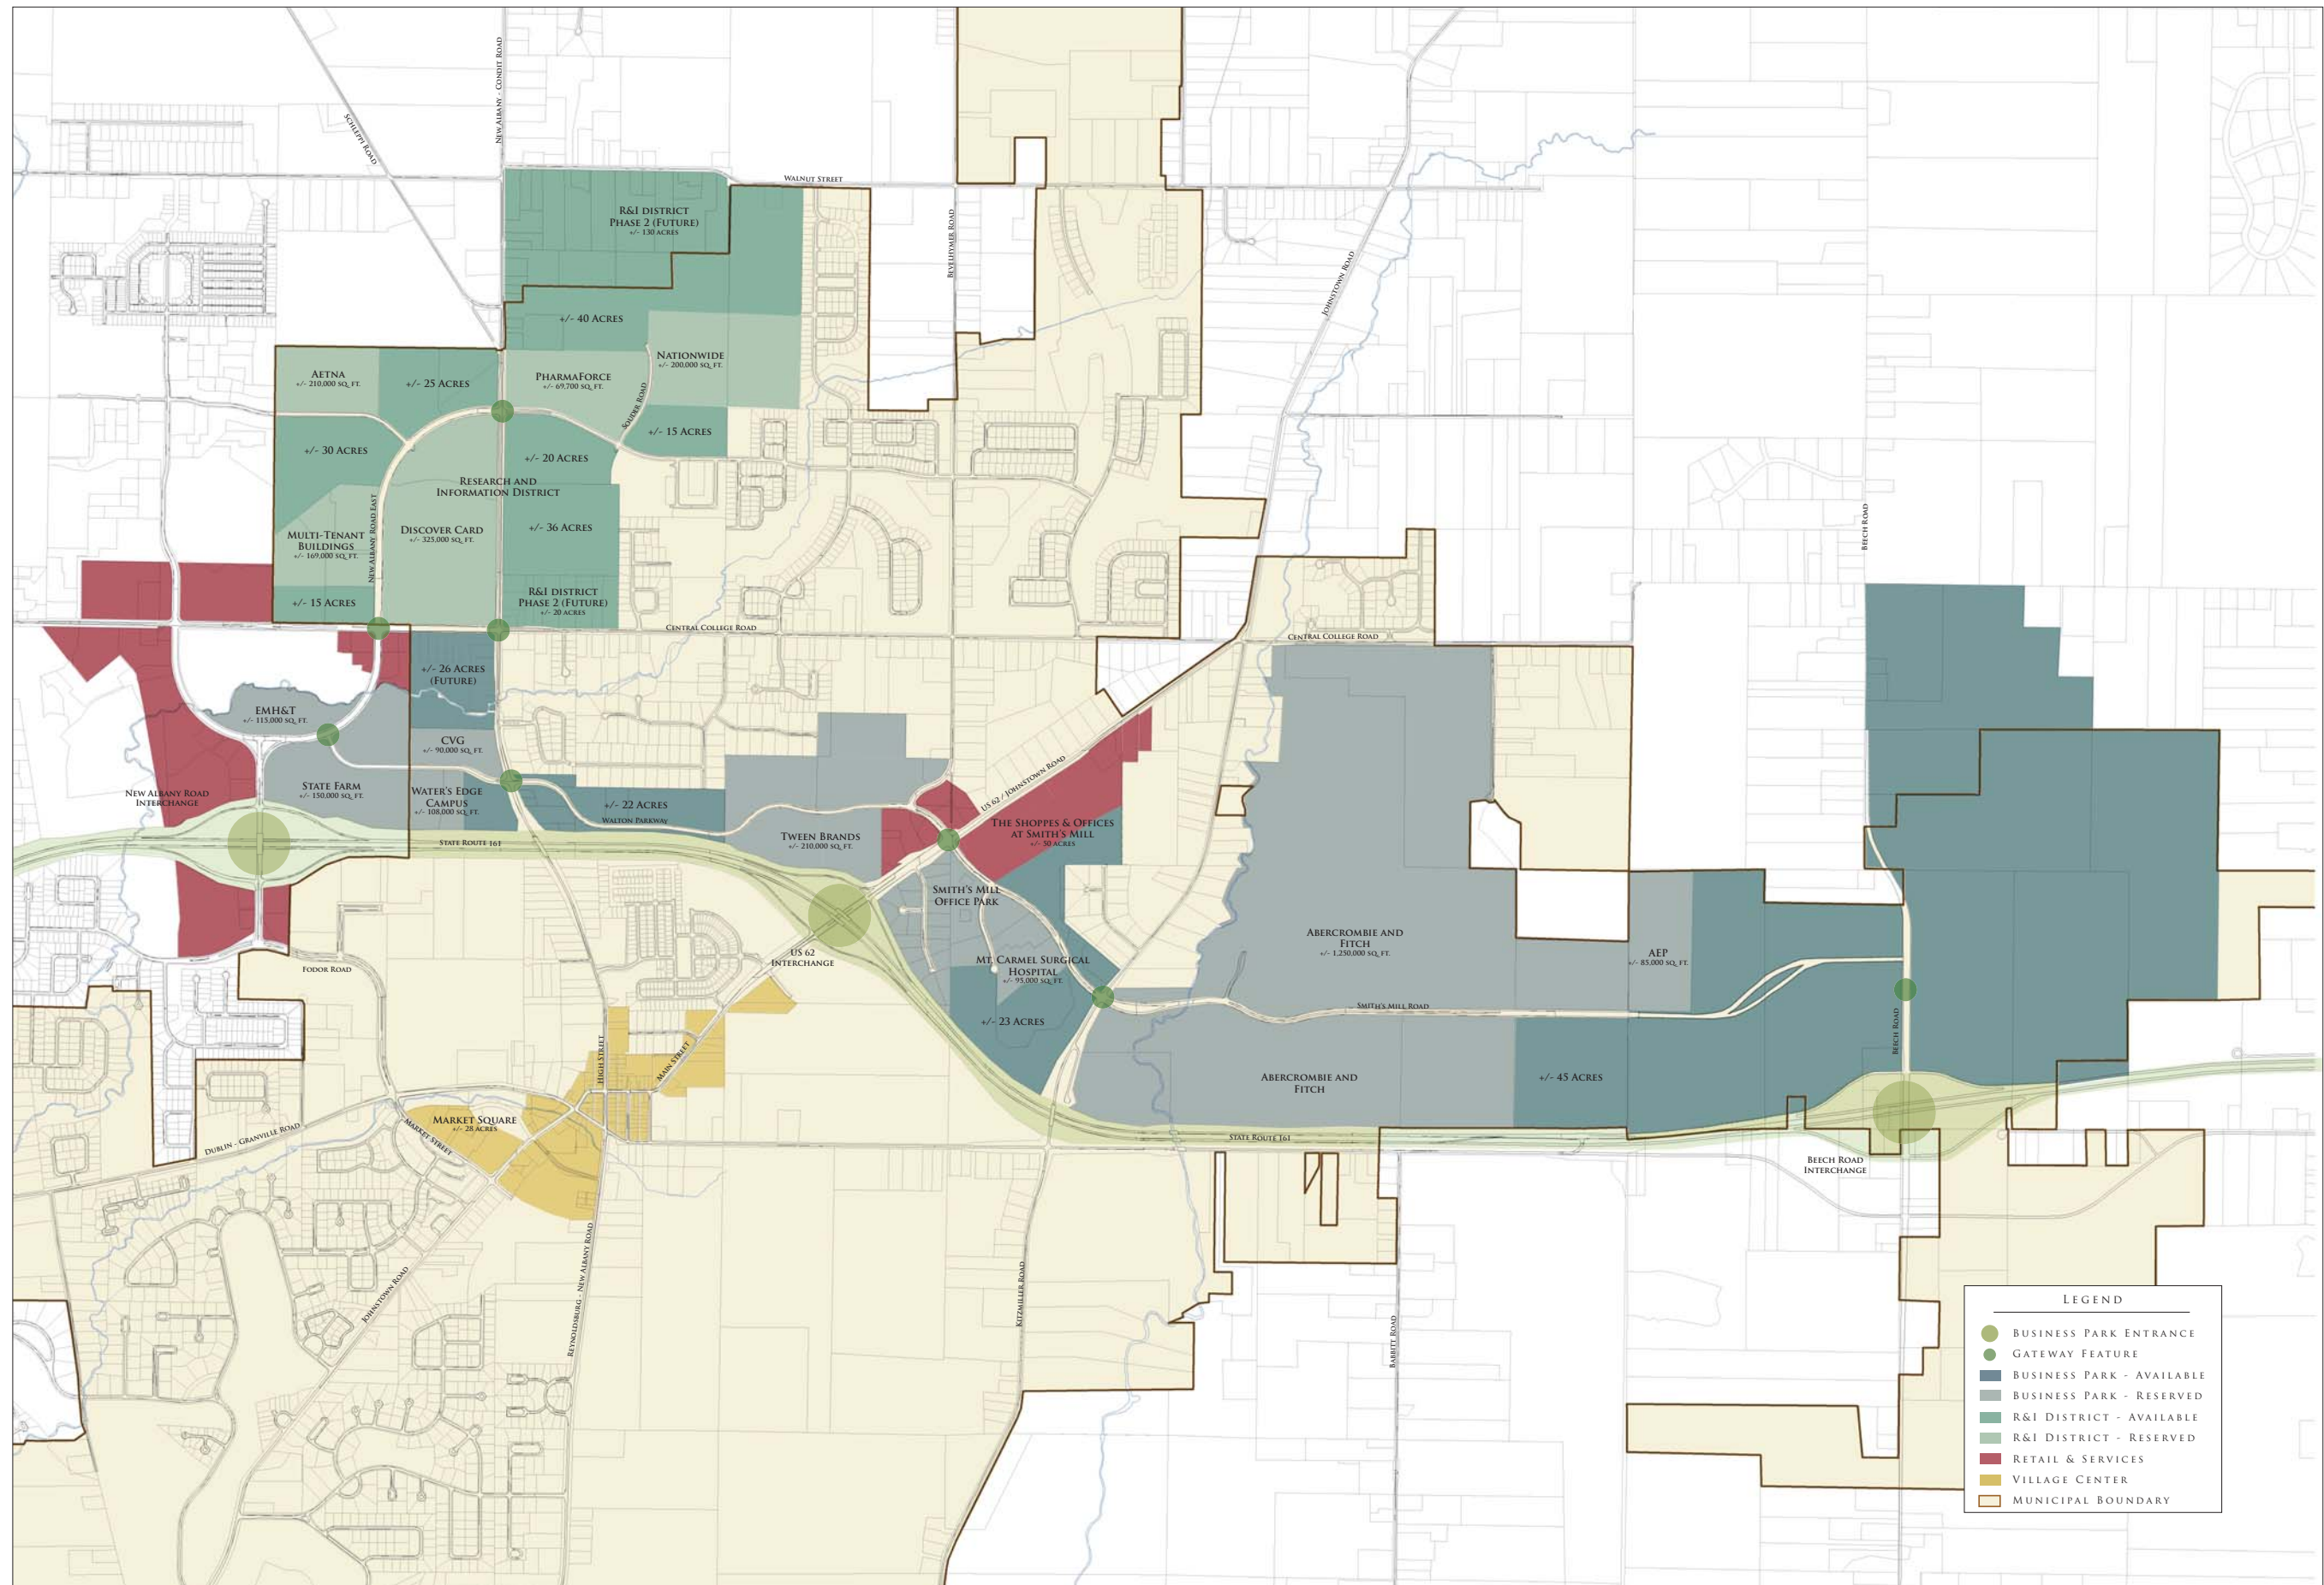 New Albany - Condit Road
Schleppi Road
Walnut Street
R&I District
Phase 2 (Future)
+/- 130 acres
Bevelhymer Road
Johnstown Road
+/- 40 Acres
Aetna
+/- 210,000 sq. ft.
+/- 25 Acres
PharmaForce
+/- 69,700 sq. ft.
Nationwide
+/- 200,000 sq. ft.
Souder Road
+/- 15 Acres
+/- 30 Acres
+/- 20 Acres
Research and
Information District
New Albany Road East
Multi-Tenant
Buildings
+/- 169,000 sq. ft.
Discover Card
+/- 325,000 sq. ft.
+/- 36 Acres
Beech Road
+/- 15 Acres
R&I District
Phase 2 (Future)
+/- 20 acres
Central College Road
Central College Road
+/- 26 Acres
(Future)
EMH&T
+/- 115,000 sq. ft.
CVG
+/- 90,000 sq. ft.
New Albany Road
Interchange
State Farm
+/- 150,000 sq. ft.
Water's Edge
Campus
+/- 108,000 sq. ft.
+/- 22 Acres
Walton Parkway
US 62 / Johnstown Road
The Shoppes & Offices
at Smith's Mill
+/- 50 acres
State Route 161
Tween Brands
+/- 210,000 sq. ft.
Smith's Mill
Office Park
US 62
Interchange
Abercrombie and
Fitch
+/- 1,250,000 sq. ft.
AEP
+/- 85,000 sq. ft.
Fodor Road
Mt. Carmel Surgical
Hospital
+/- 95,000 sq. ft.
Smith's Mill Road
+/- 23 Acres
Beech Road
High Street
Main Street
Abercrombie and
Fitch
+/- 45 Acres
Market Square
+/- 28 acres
Market Street
Dublin - Granville Road
State Route 161
Beech Road
Interchange
Johnstown Road
Reynoldsburg - New Albany Road
Kitzmiller Road
Babbitt Road
Legend
Business Park Entrance
Gateway Feature
Business Park - Available
Business Park - Reserved
R&I District - Available
R&I District - Reserved
Retail & Services
Village Center
Municipal Boundary